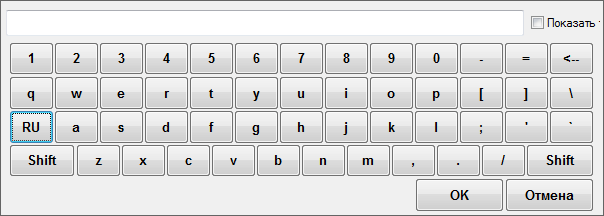 Показать
1 2 3 4 5 6 7 8 9 0 - = <--
q w e r t y u i o p [ ] \
RU a s d f g h j k l ; ' `
Shift z x c v b n m , . / Shift
OK Отмена